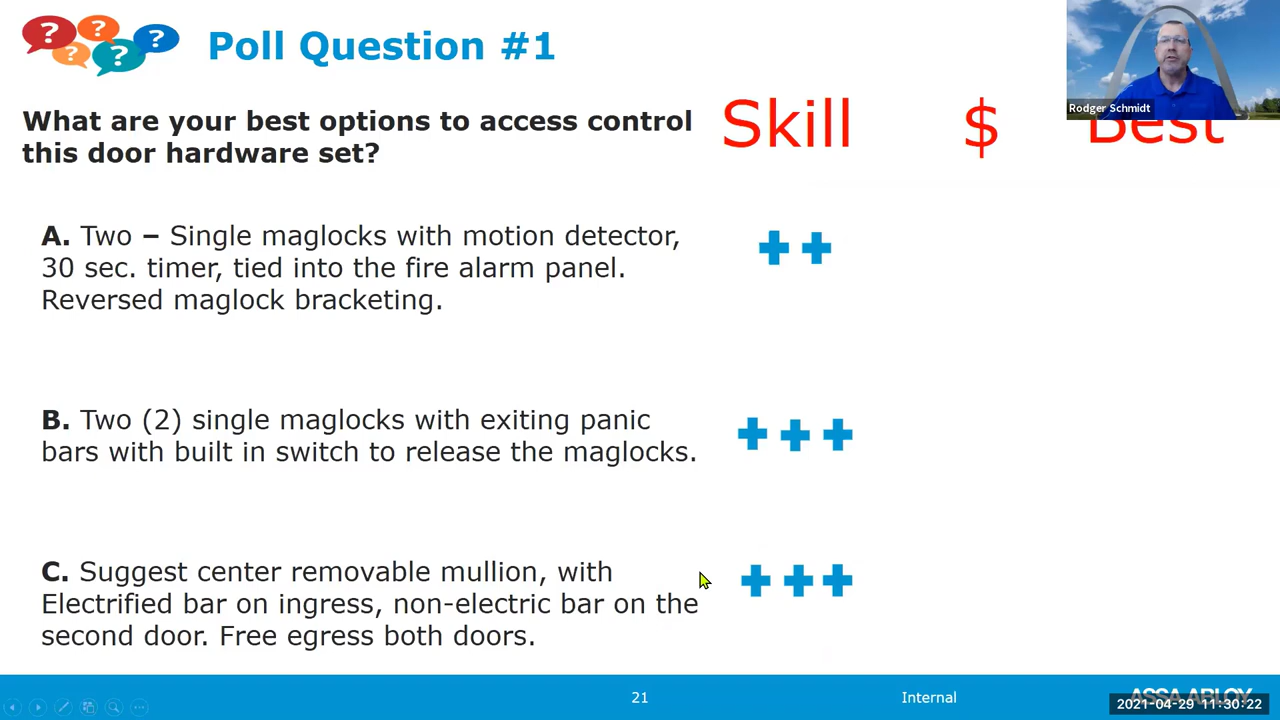 Poll Question #1
Rodger Schmidt
What are your best options to access control
this door hardware set?
Skill
$
Best
A. Two – Single maglocks with motion detector,
30 sec. timer, tied into the fire alarm panel.
Reversed maglock bracketing.
B. Two (2) single maglocks with exiting panic
bars with built in switch to release the maglocks.
C. Suggest center removable mullion, with
Electrified bar on ingress, non-electric bar on the
second door. Free egress both doors.
21
Internal
ASSA ABLOY
2021-04-29 11:30:22